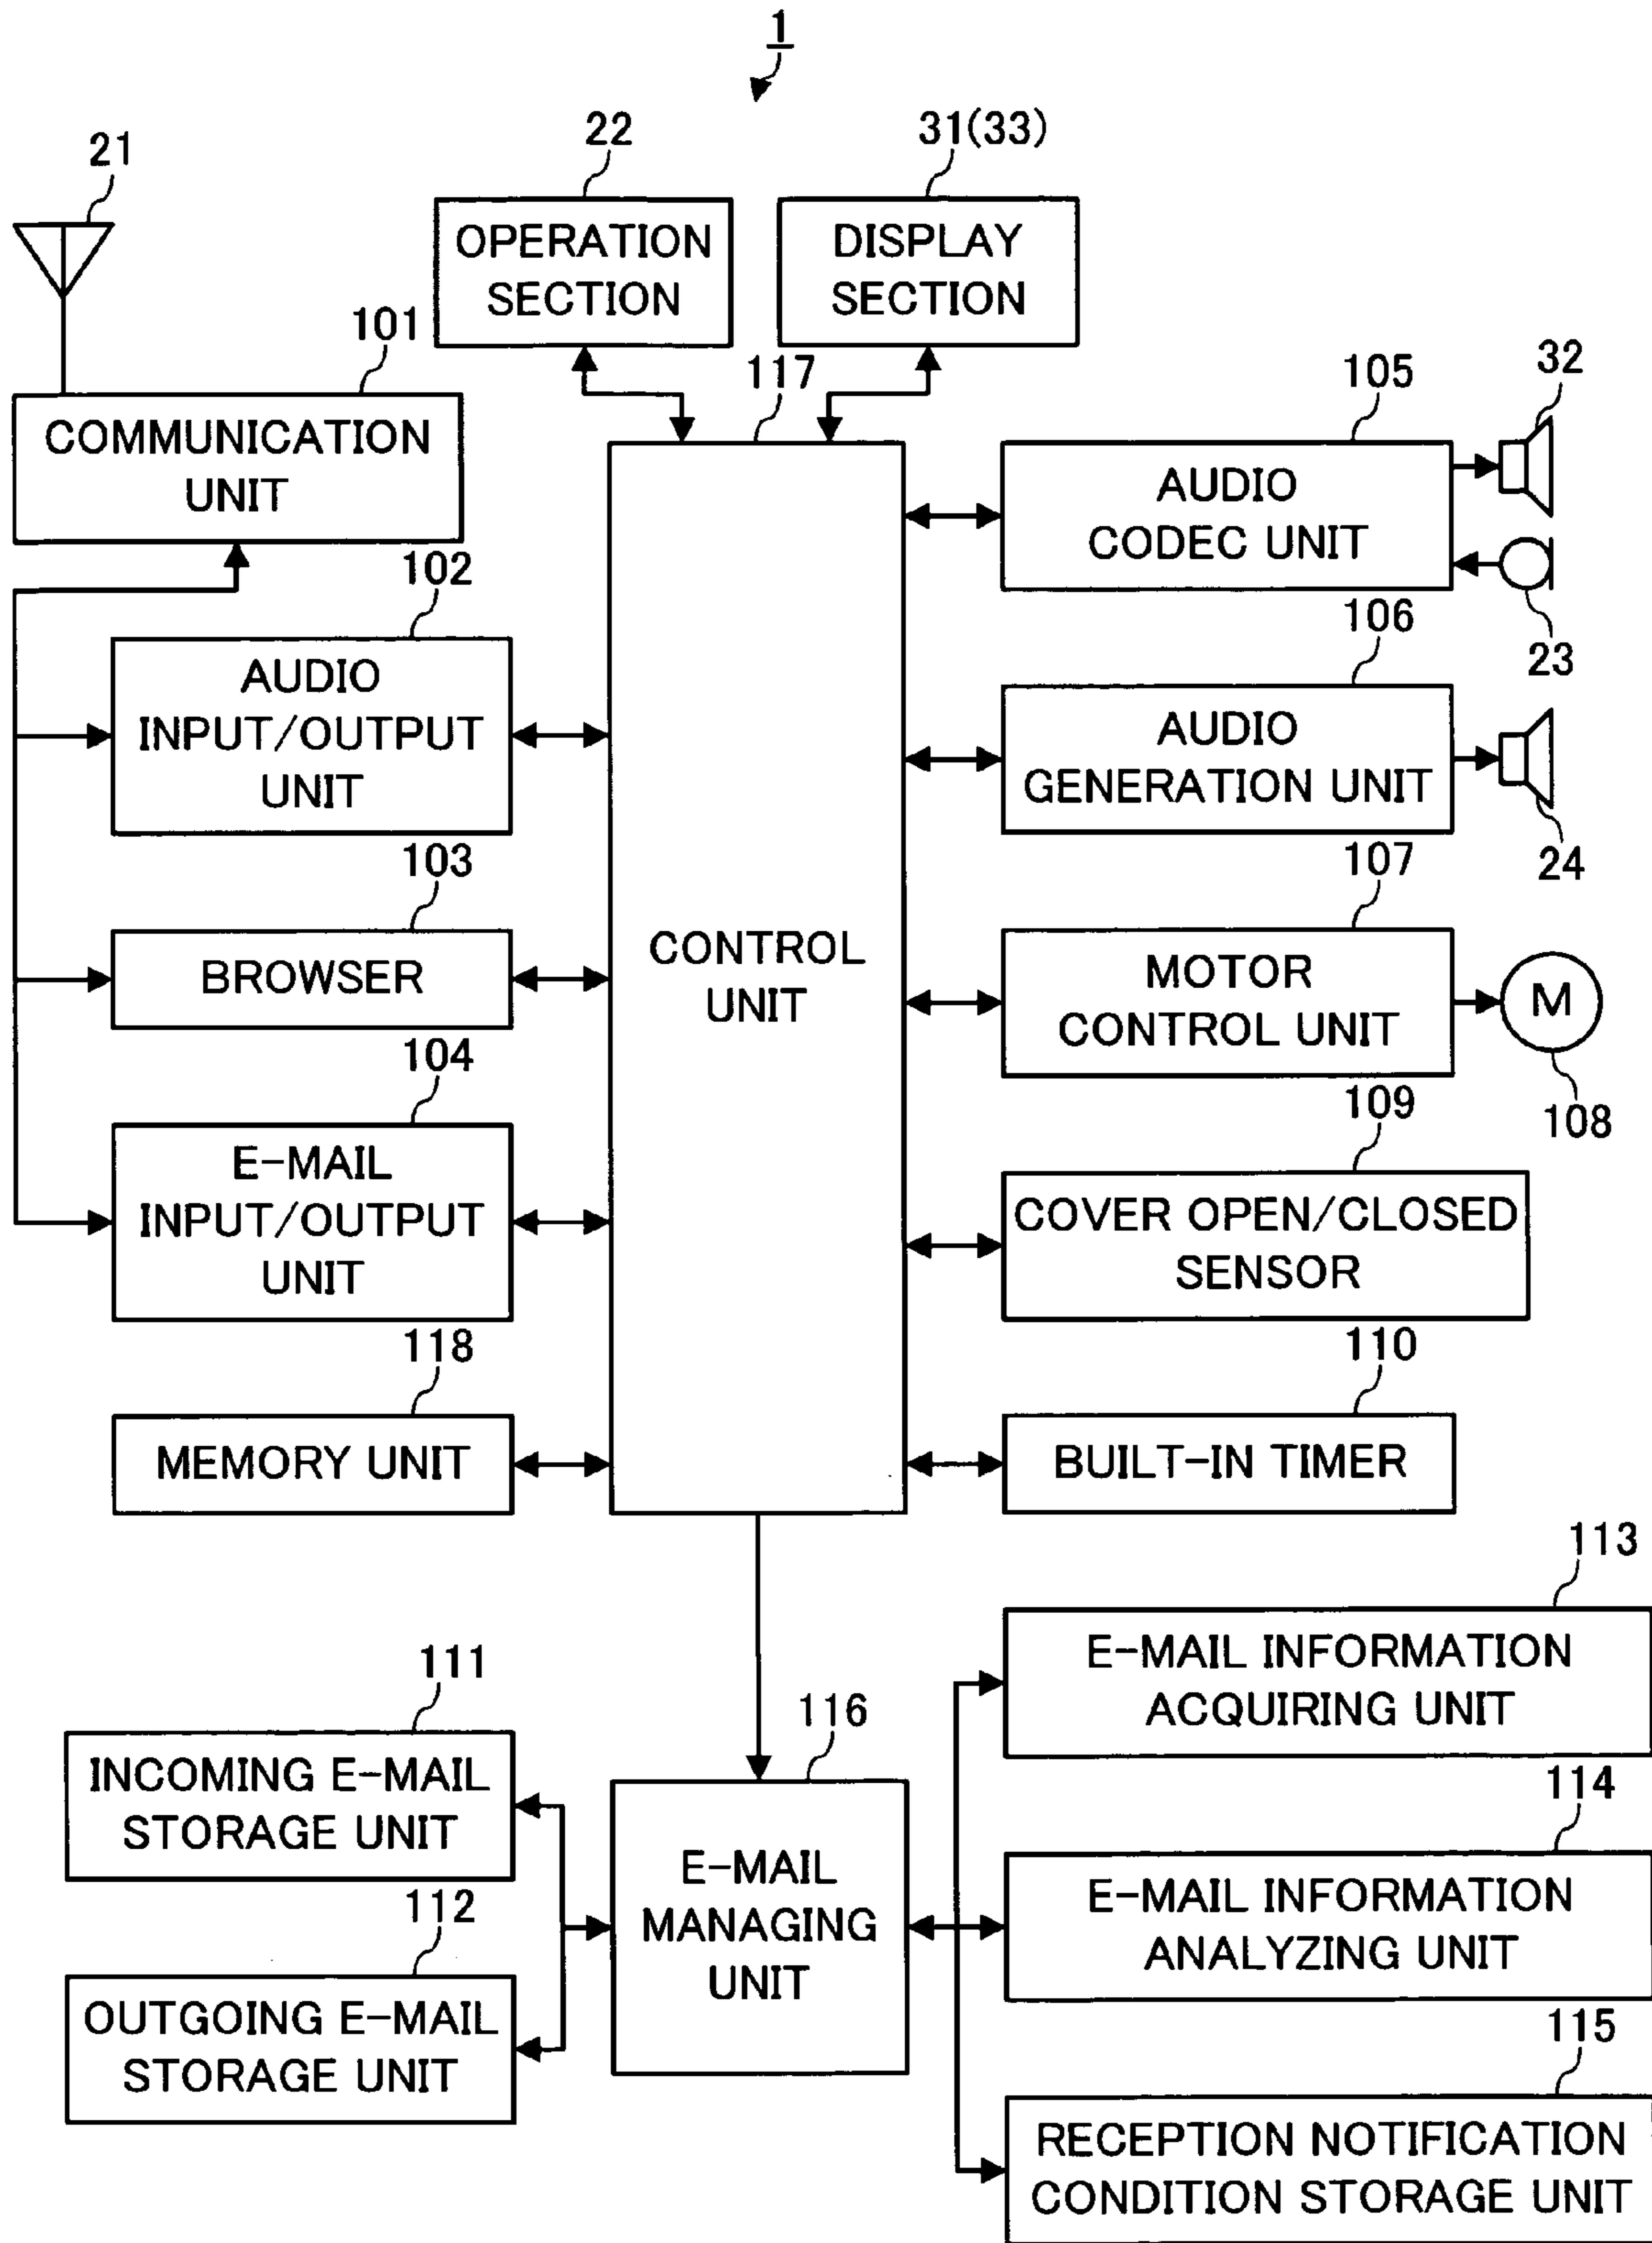 1
21
22
31(33)
OPERATION
SECTION
DISPLAY
SECTION
101
COMMUNICATION
UNIT
117
CONTROL
UNIT
105
AUDIO
CODEC UNIT
32
23
102
AUDIO
INPUT/OUTPUT
UNIT
106
AUDIO
GENERATION UNIT
24
103
BROWSER
107
MOTOR
CONTROL UNIT
M
108
104
E-MAIL
INPUT/OUTPUT
UNIT
109
COVER OPEN/CLOSED
SENSOR
118
MEMORY UNIT
110
BUILT-IN TIMER
111
INCOMING E-MAIL
STORAGE UNIT
112
OUTGOING E-MAIL
STORAGE UNIT
116
E-MAIL
MANAGING
UNIT
113
E-MAIL INFORMATION
ACQUIRING UNIT
114
E-MAIL INFORMATION
ANALYZING UNIT
115
RECEPTION NOTIFICATION
CONDITION STORAGE UNIT